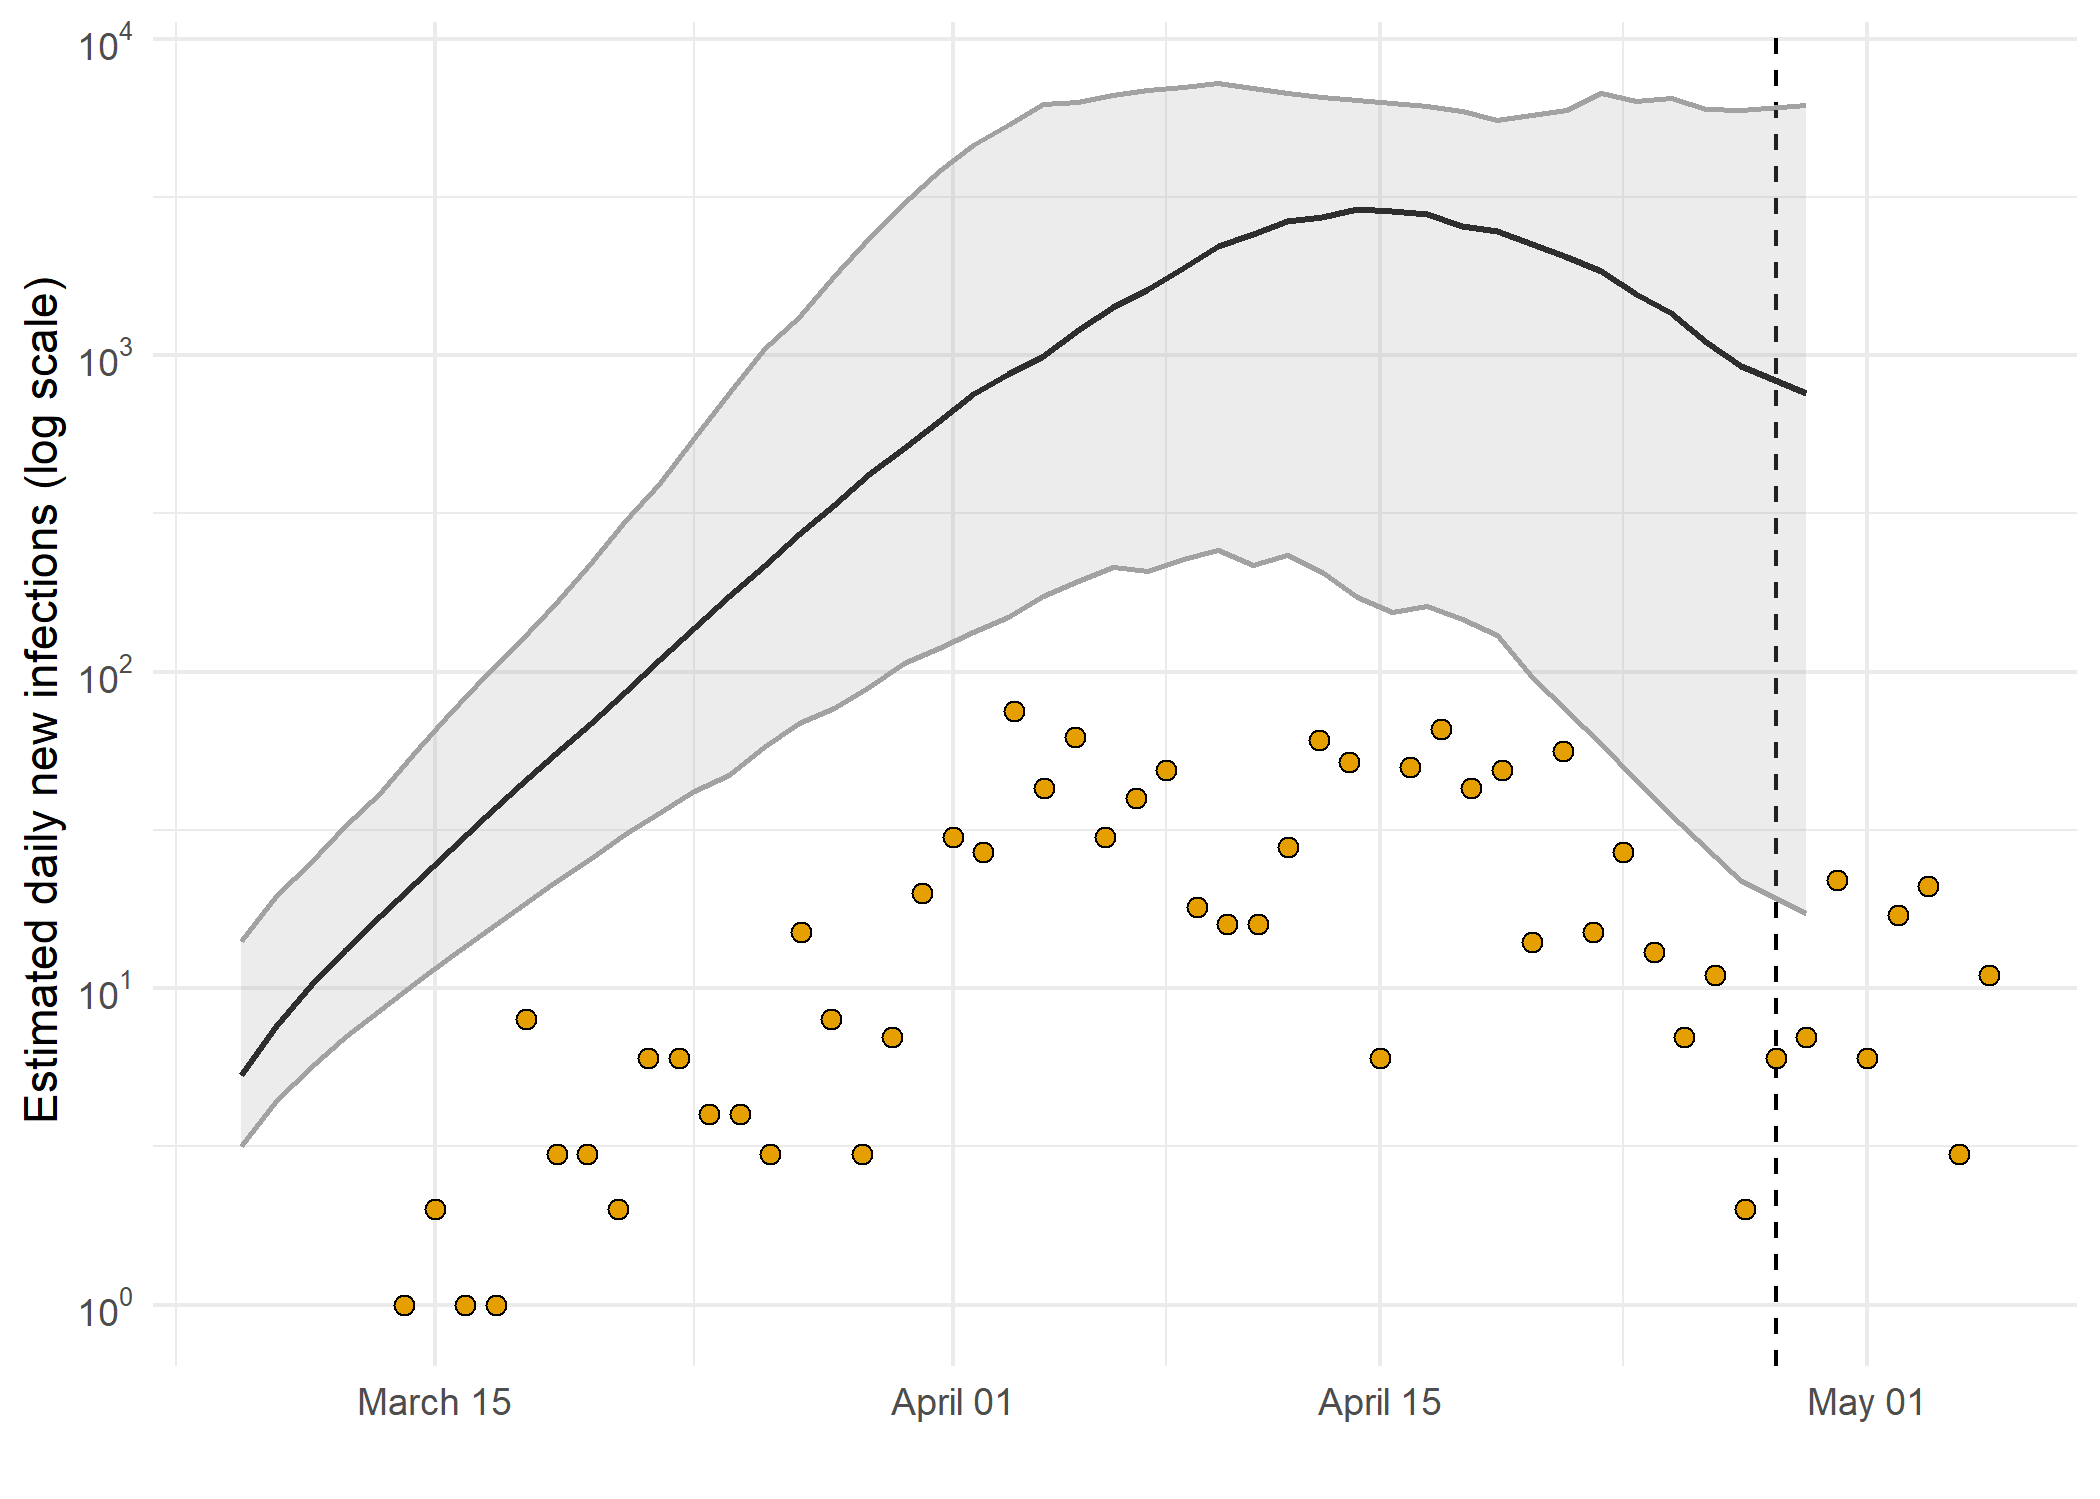 Estimated daily new infections (log scale)
10⁴
10³
10²
10¹
10⁰
March 15
April 01
April 15
May 01